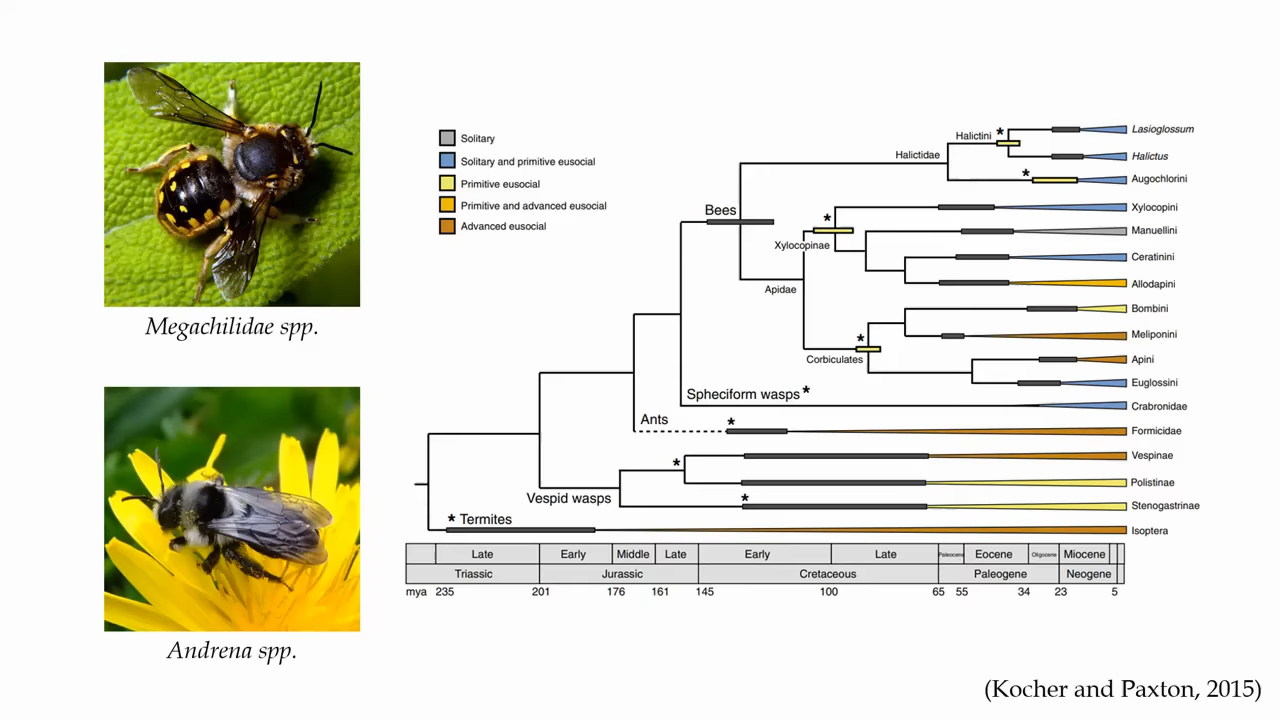 Megachilidae spp.
Andrena spp.
Solitary
Solitary and primitive eusocial
Primitive eusocial
Primitive and advanced eusocial
Advanced eusocial
Halictini
*
Lasioglossum
Halictidae
Halictus
*
Augochlorini
Bees
*
Xylocopini
Xylocopinae
Manuellini
Ceratinini
Apidae
Allodapini
Bombini
*
Meliponini
Corbiculates
Apini
Euglossini
Spheciform wasps *
Crabronidae
Ants
*
Formicidae
*
Vespinae
Vespid wasps
Polistinae
*
Stenogastrinae
* Termites
Isoptera
Late Early Middle Late Early Late Paleocene Eocene Oligocene Miocene
Triassic Jurassic Cretaceous Paleogene Neogene
mya 235 201 176 161 145 100 65 55 34 23 5
(Kocher and Paxton, 2015)